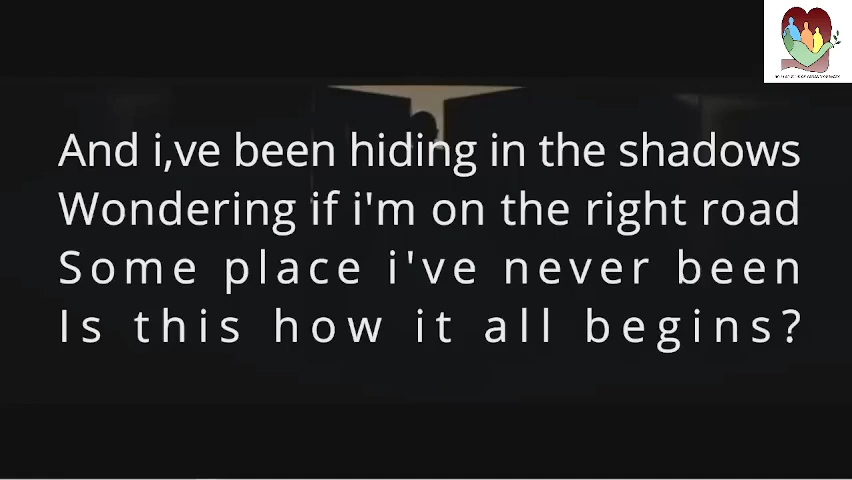 And i,ve been hiding in the shadows
Wondering if i'm on the right road
Some place i've never been
Is this how it all begins?